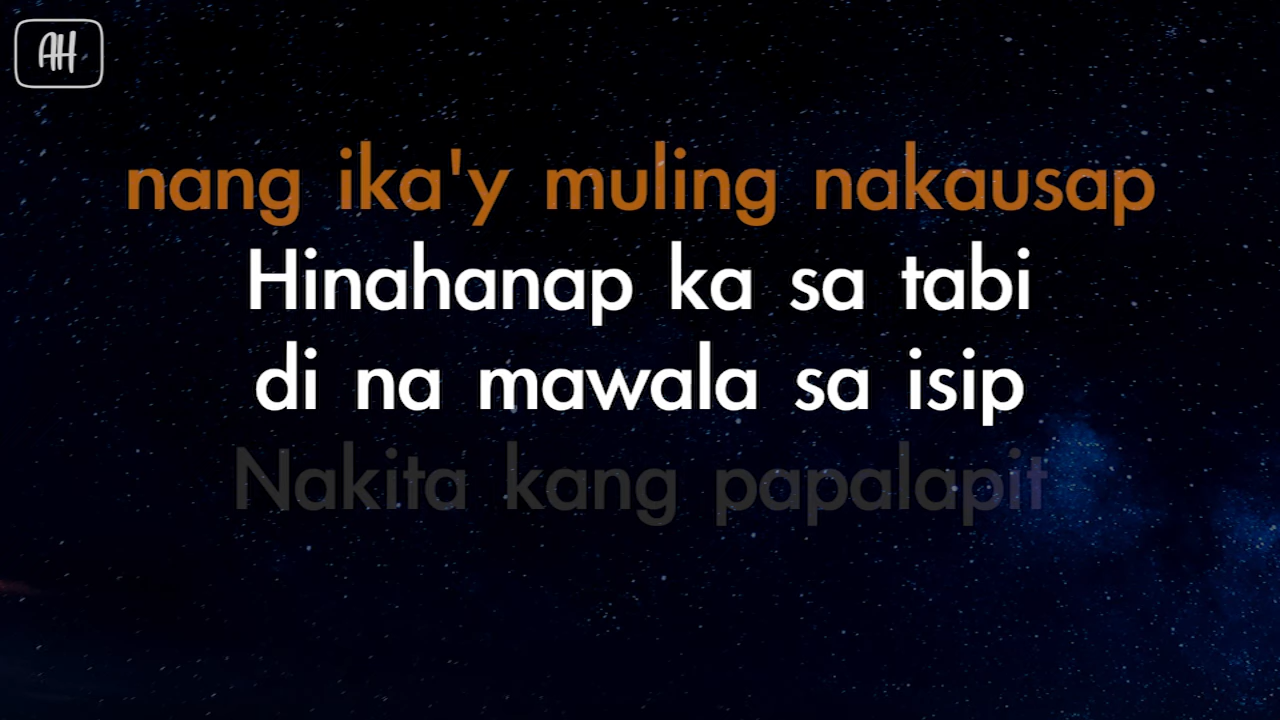 AH
nang ika'y muling nakausap
Hinahanap ka sa tabi
di na mawala sa isip
Nakita kang papalapit